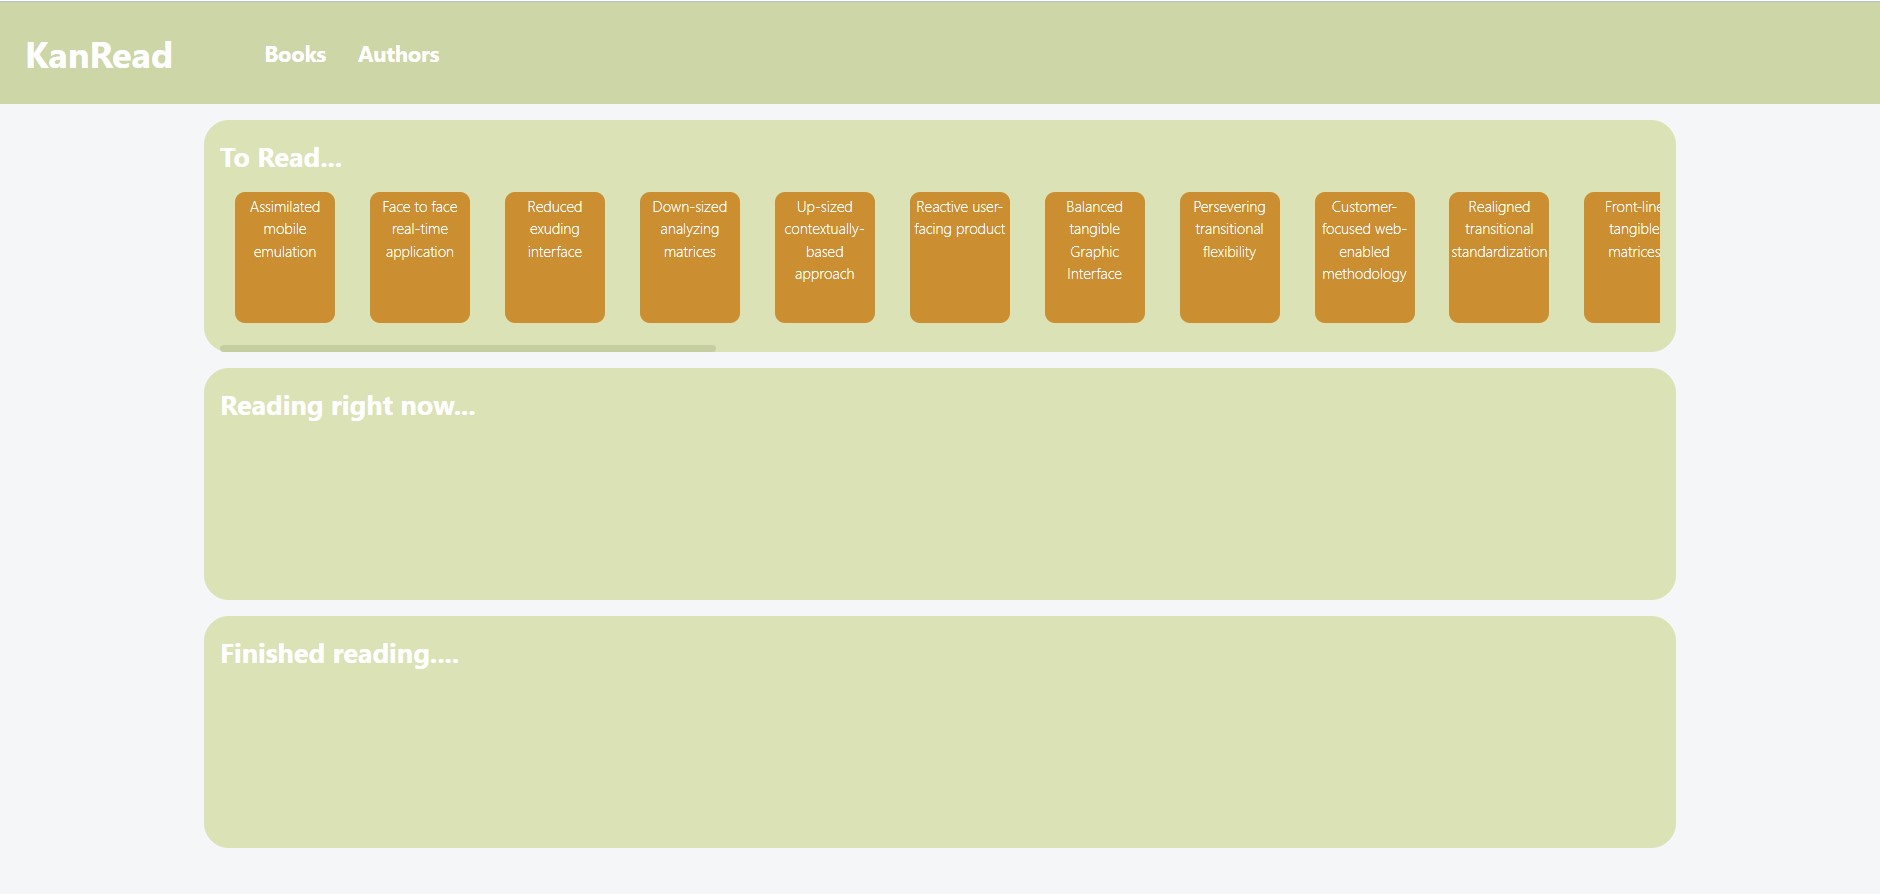 KanRead
Books
Authors
To Read...
Assimilated
mobile
emulation
Face to face
real-time
application
Reduced
exuding
interface
Down-sized
analyzing
matrices
Up-sized
contextually-
based
approach
Reactive user-
facing product
Balanced
tangible
Graphic
Interface
Persevering
transitional
flexibility
Customer-
focused web-
enabled
methodology
Realigned
transitional
standardization
Front-line
tangible
matrices
Reading right now...
Finished reading....